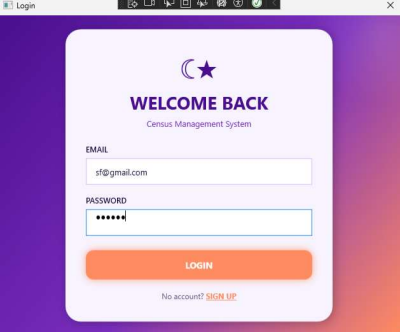 Login
WELCOME BACK
Census Management System
EMAIL
sf@gmail.com
PASSWORD
••••••
LOGIN
No account? SIGN UP